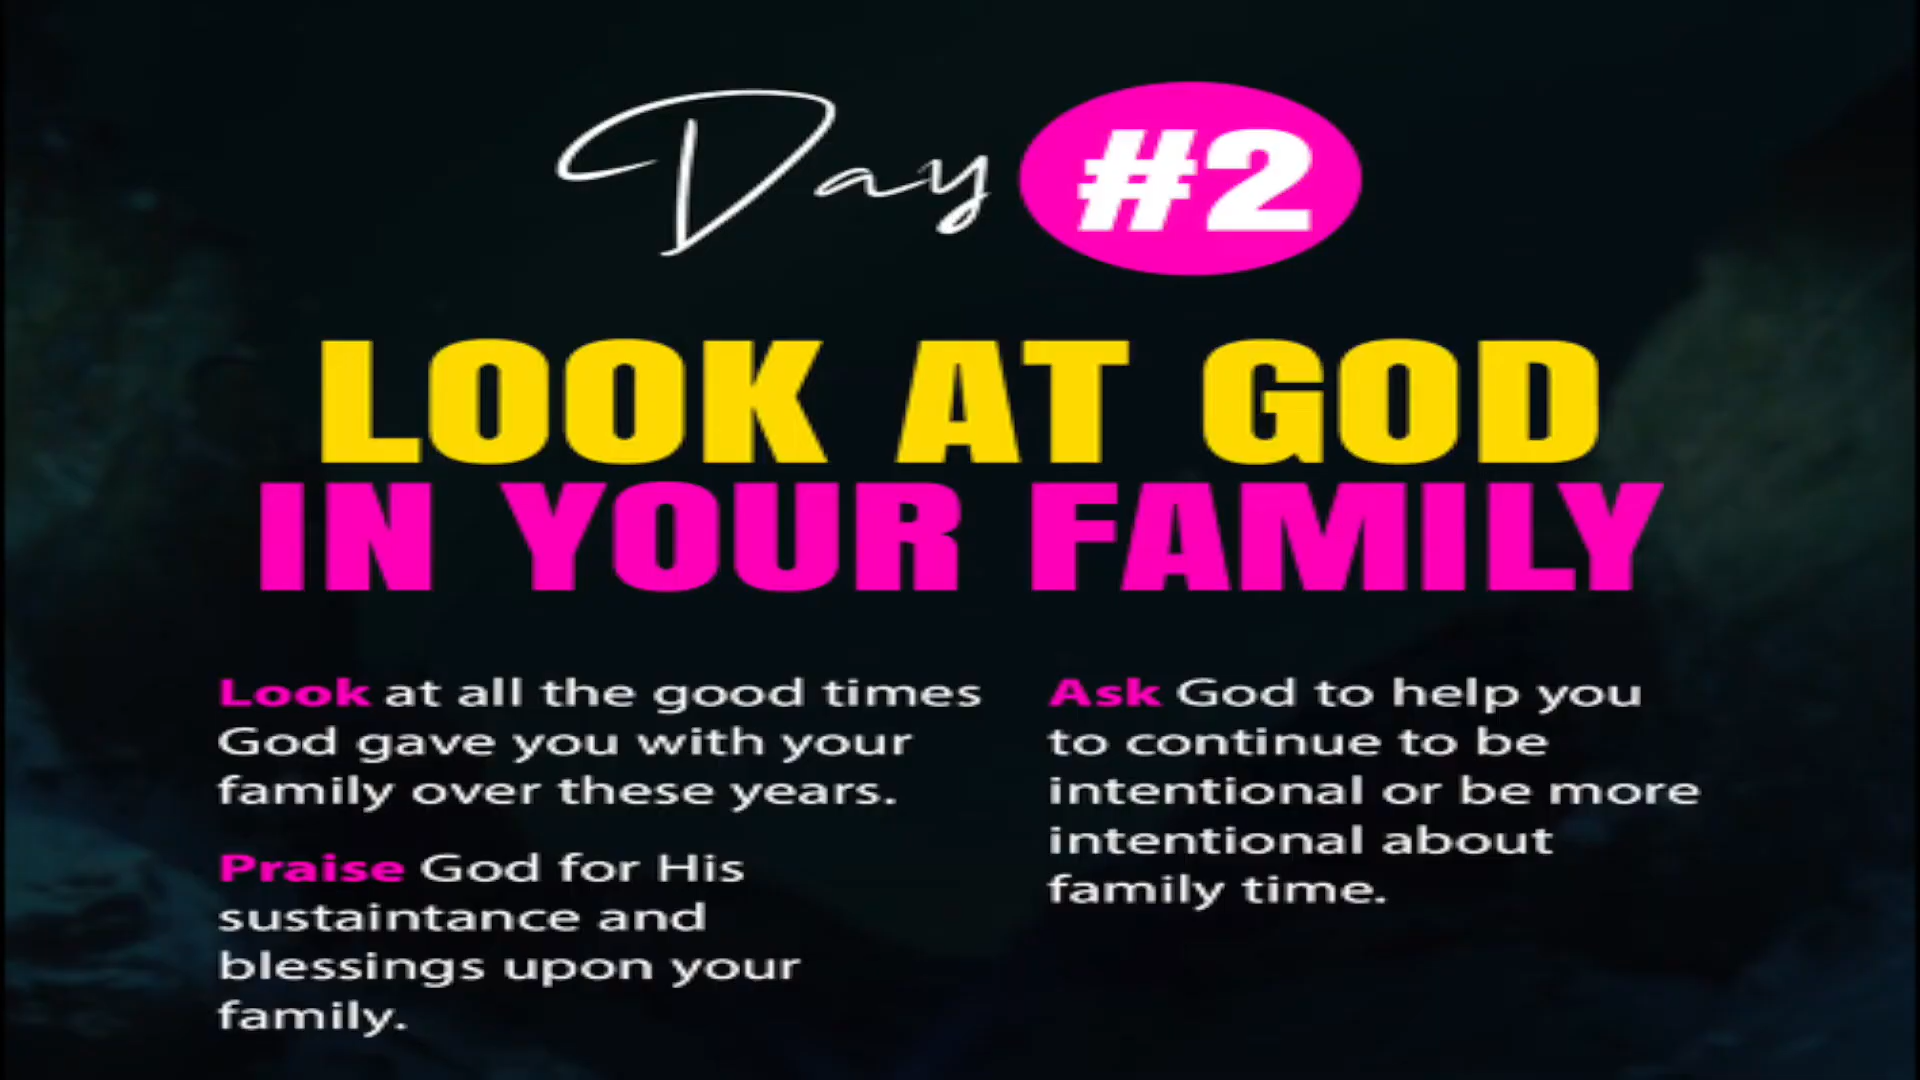 Day #2
LOOK AT GOD
IN YOUR FAMILY
Look at all the good times
God gave you with your
family over these years.
Praise God for His
sustaintance and
blessings upon your
family.
Ask God to help you
to continue to be
intentional or be more
intentional about
family time.